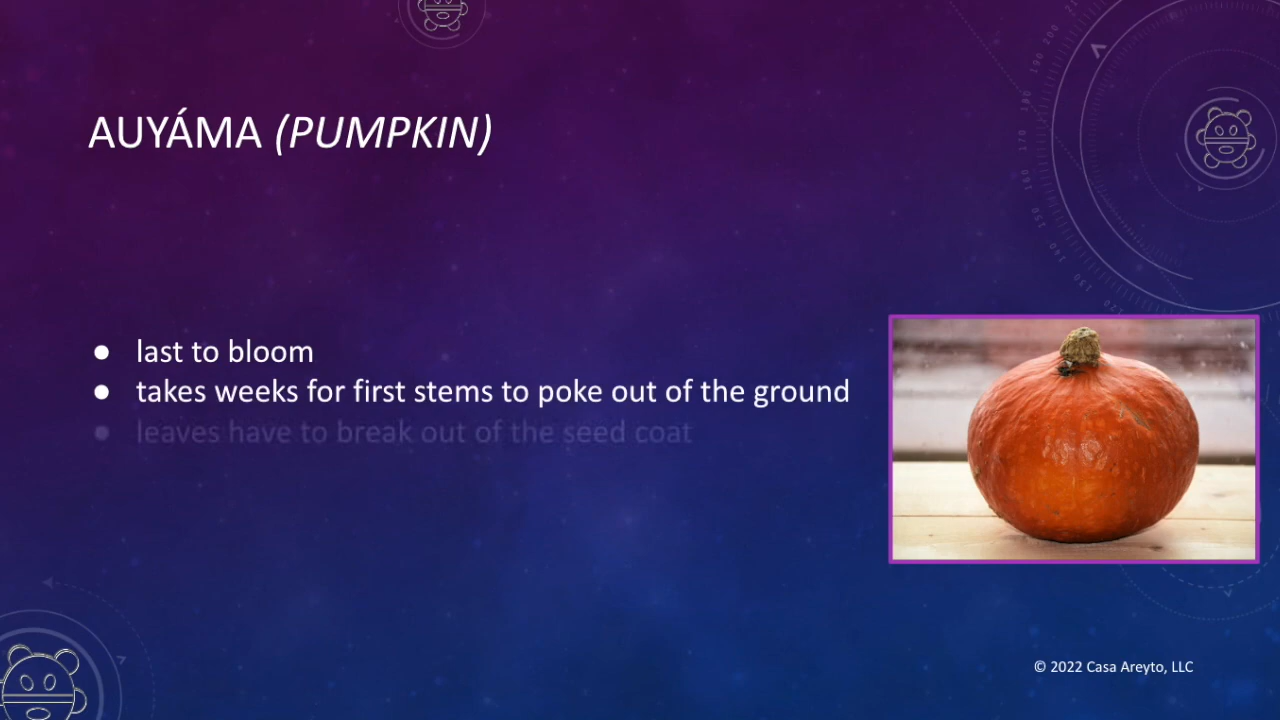 AUYÁMA (PUMPKIN)
● last to bloom
● takes weeks for first stems to poke out of the ground
● leaves have to break out of the seed coat
© 2022 Casa Areyto, LLC